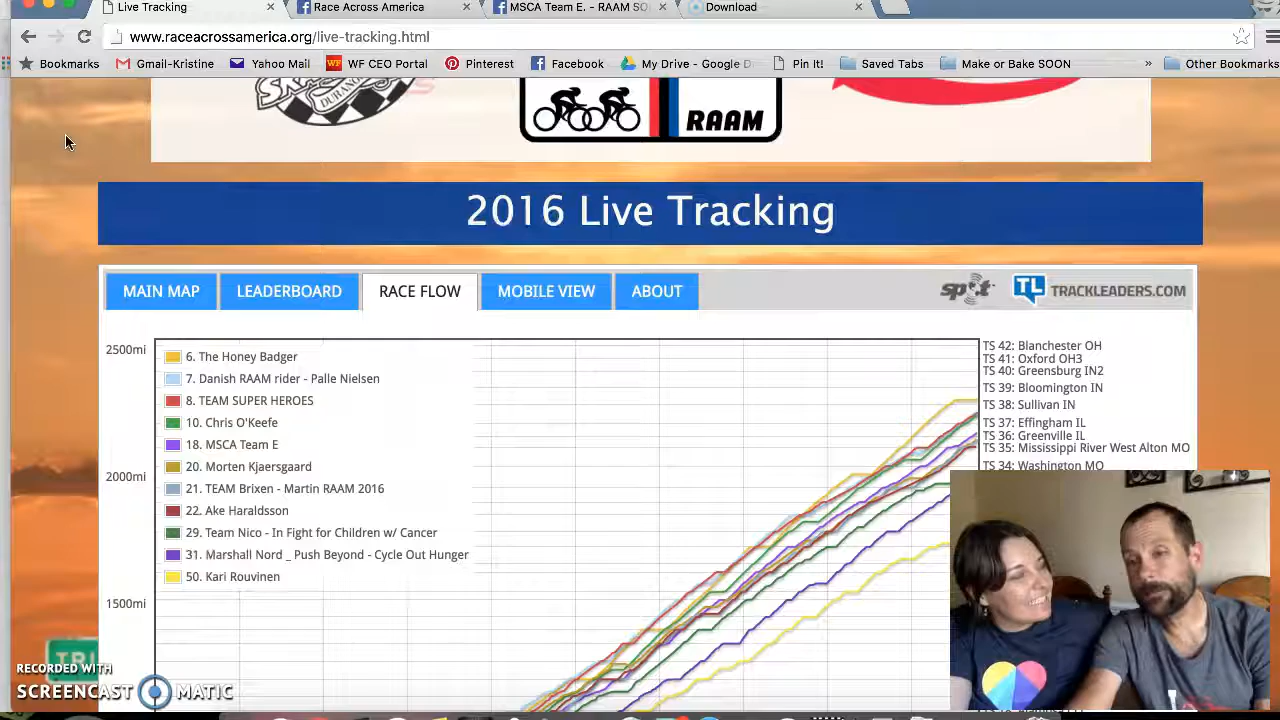 Live Tracking
Race Across America
MSCA Team E. - RAAM SO
Download
www.raceacrossamerica.org/live-tracking.html
Bookmarks
Gmail-Kristine
Yahoo Mail
WF WF CEO Portal
Pinterest
Facebook
My Drive - Google D
Pin It!
Saved Tabs
Make or Bake SOON
»
Other Bookmarks
DURANGO
RAAM
2016 Live Tracking
MAIN MAP
LEADERBOARD
RACE FLOW
MOBILE VIEW
ABOUT
spot
TL TRACKLEADERS.COM
2500mi
2000mi
1500mi
6. The Honey Badger
7. Danish RAAM rider - Palle Nielsen
8. TEAM SUPER HEROES
10. Chris O'Keefe
18. MSCA Team E
20. Morten Kjaersgaard
21. TEAM Brixen - Martin RAAM 2016
22. Ake Haraldsson
29. Team Nico - In Fight for Children w/ Cancer
31. Marshall Nord _ Push Beyond - Cycle Out Hunger
50. Kari Rouvinen
TS 42: Blanchester OH
TS 41: Oxford OH3
TS 40: Greensburg IN2
TS 39: Bloomington IN
TS 38: Sullivan IN
TS 37: Effingham IL
TS 36: Greenville IL
TS 35: Mississippi River West Alton MO
TS 34: Washington MO
RECORDED WITH
SCREENCAST MATIC